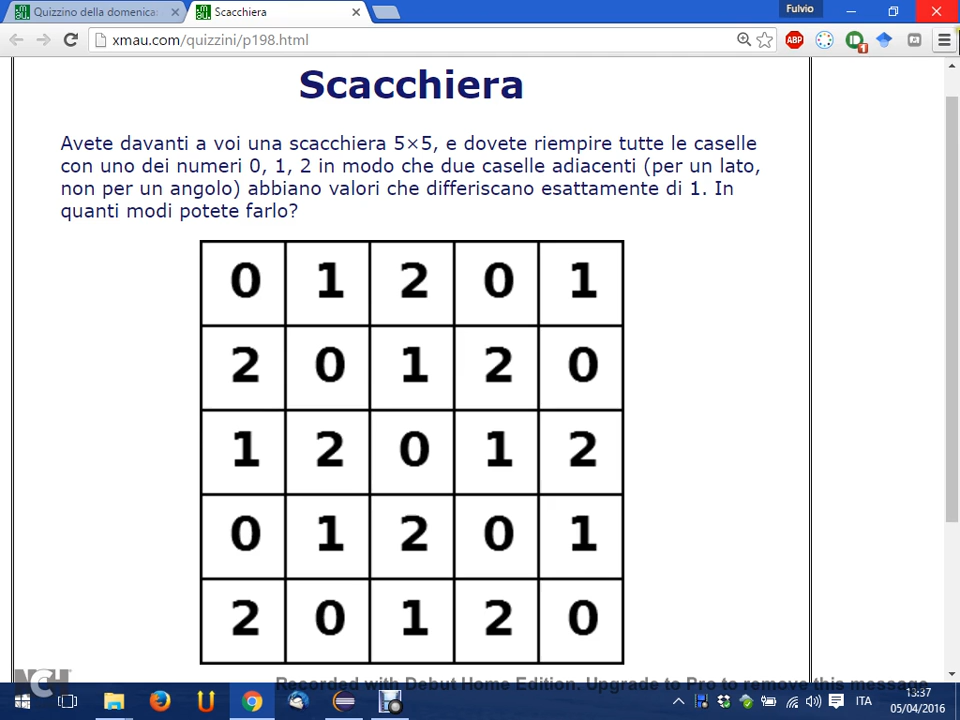 Quizzino della domenica
Scacchiera
Fulvio
xmau.com/quizzini/p198.html
ABP
1
Scacchiera
Avete davanti a voi una scacchiera 5×5, e dovete riempire tutte le caselle
con uno dei numeri 0, 1, 2 in modo che due caselle adiacenti (per un lato,
non per un angolo) abbiano valori che differiscano esattamente di 1. In
quanti modi potete farlo?
0 1 2 0 1
2 0 1 2 0
1 2 0 1 2
0 1 2 0 1
2 0 1 2 0
NCH
Recorded with Debut Home Edition. Upgrade to Pro to remove this message
ITA
13:37
05/04/2016